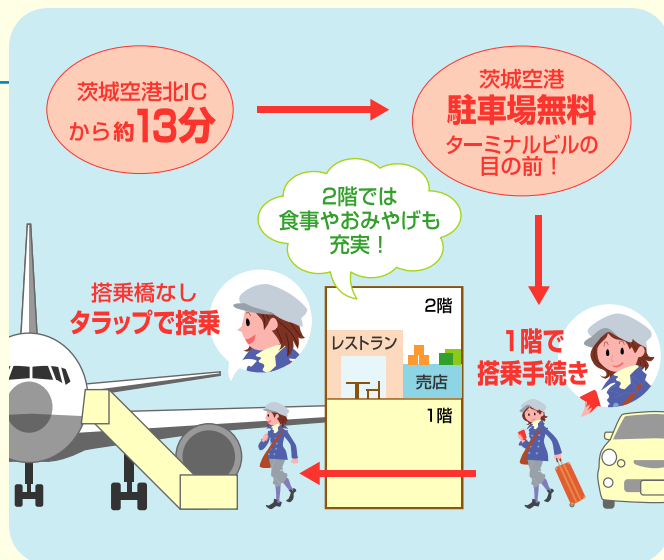 茨城空港北IC
から約13分
茨城空港
駐車場無料
ターミナルビルの
目の前！
2階では
食事やおみやげも
充実！
搭乗橋なし
タラップで搭乗
2階
レストラン
売店
1階
1階で
搭乗手続き